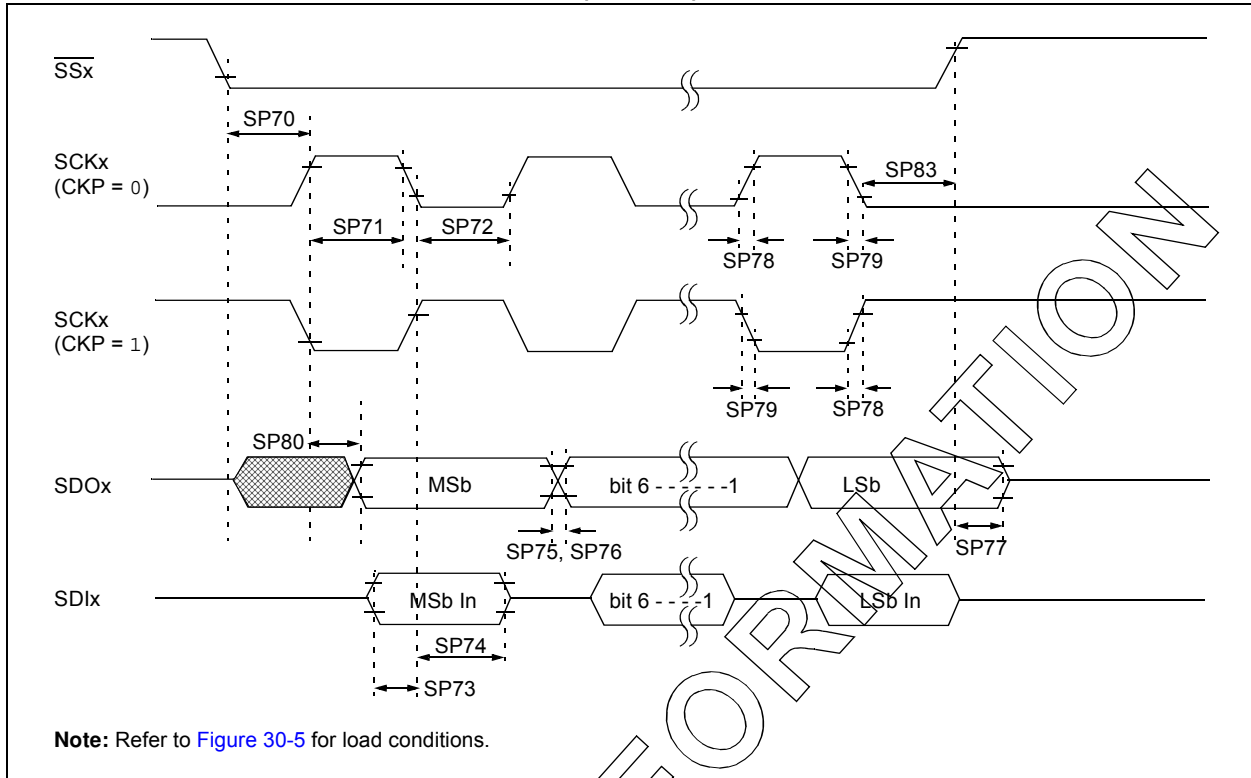 SSx
SP70
SCKx
(CKP = 0)
SP83
SP71
SP72
SP78
SP79
SCKx
(CKP = 1)
SP79
SP78
SP80
SDOx
MSb
bit 6 - - - - - -1
LSb
SP75, SP76
SP77
SDIx
MSb In
bit 6 - - - -1
LSb In
SP74
SP73
FORMATION
Note: Refer to Figure 30-5 for load conditions.